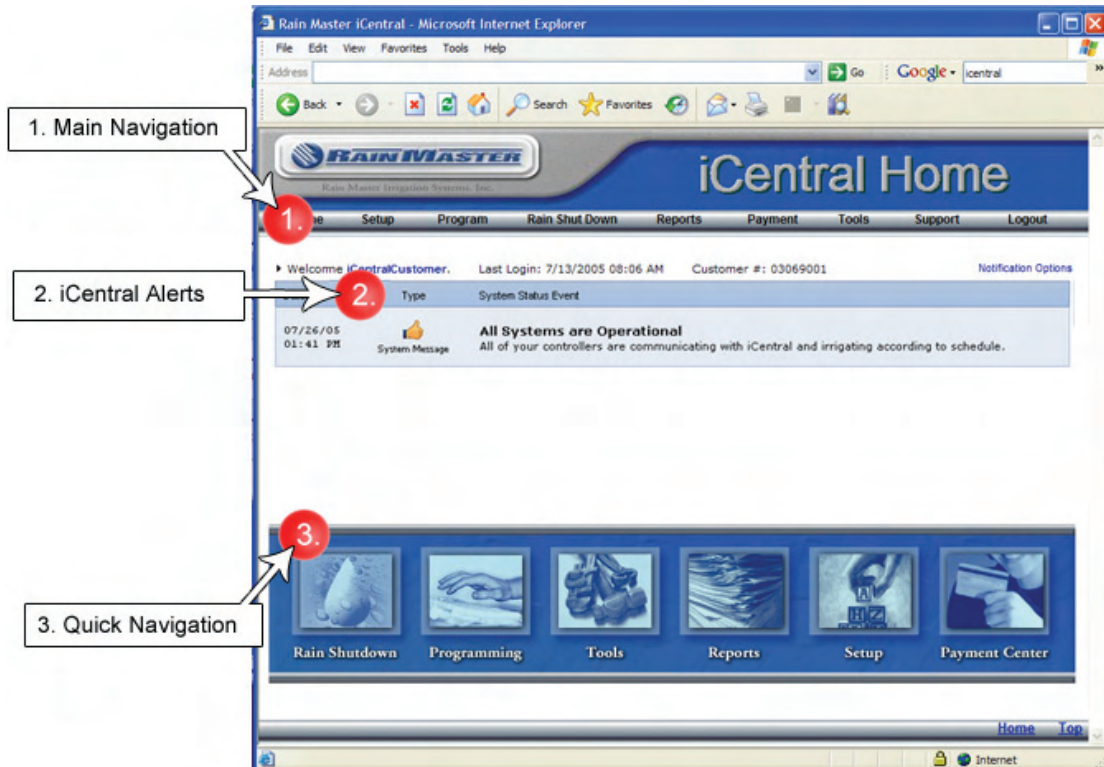 Rain Master iCentral - Microsoft Internet Explorer
File Edit View Favorites Tools Help
Address Go Google icentral »
Back Search Favorites
1. Main Navigation
RAIN MASTER
Rain Master Irrigation Systems, Inc.
iCentral Home
1.
Setup Program Rain Shut Down Reports Payment Tools Support Logout
Welcome iCentralCustomer. Last Login: 7/13/2005 08:06 AM Customer #: 03069001 Notification Options
2. iCentral Alerts
2. Type System Status Event
07/26/05
01:41 PM
System Message
All Systems are Operational
All of your controllers are communicating with iCentral and irrigating according to schedule.
3.
3. Quick Navigation
Rain Shutdown Programming Tools Reports Setup Payment Center
Home Top
Internet